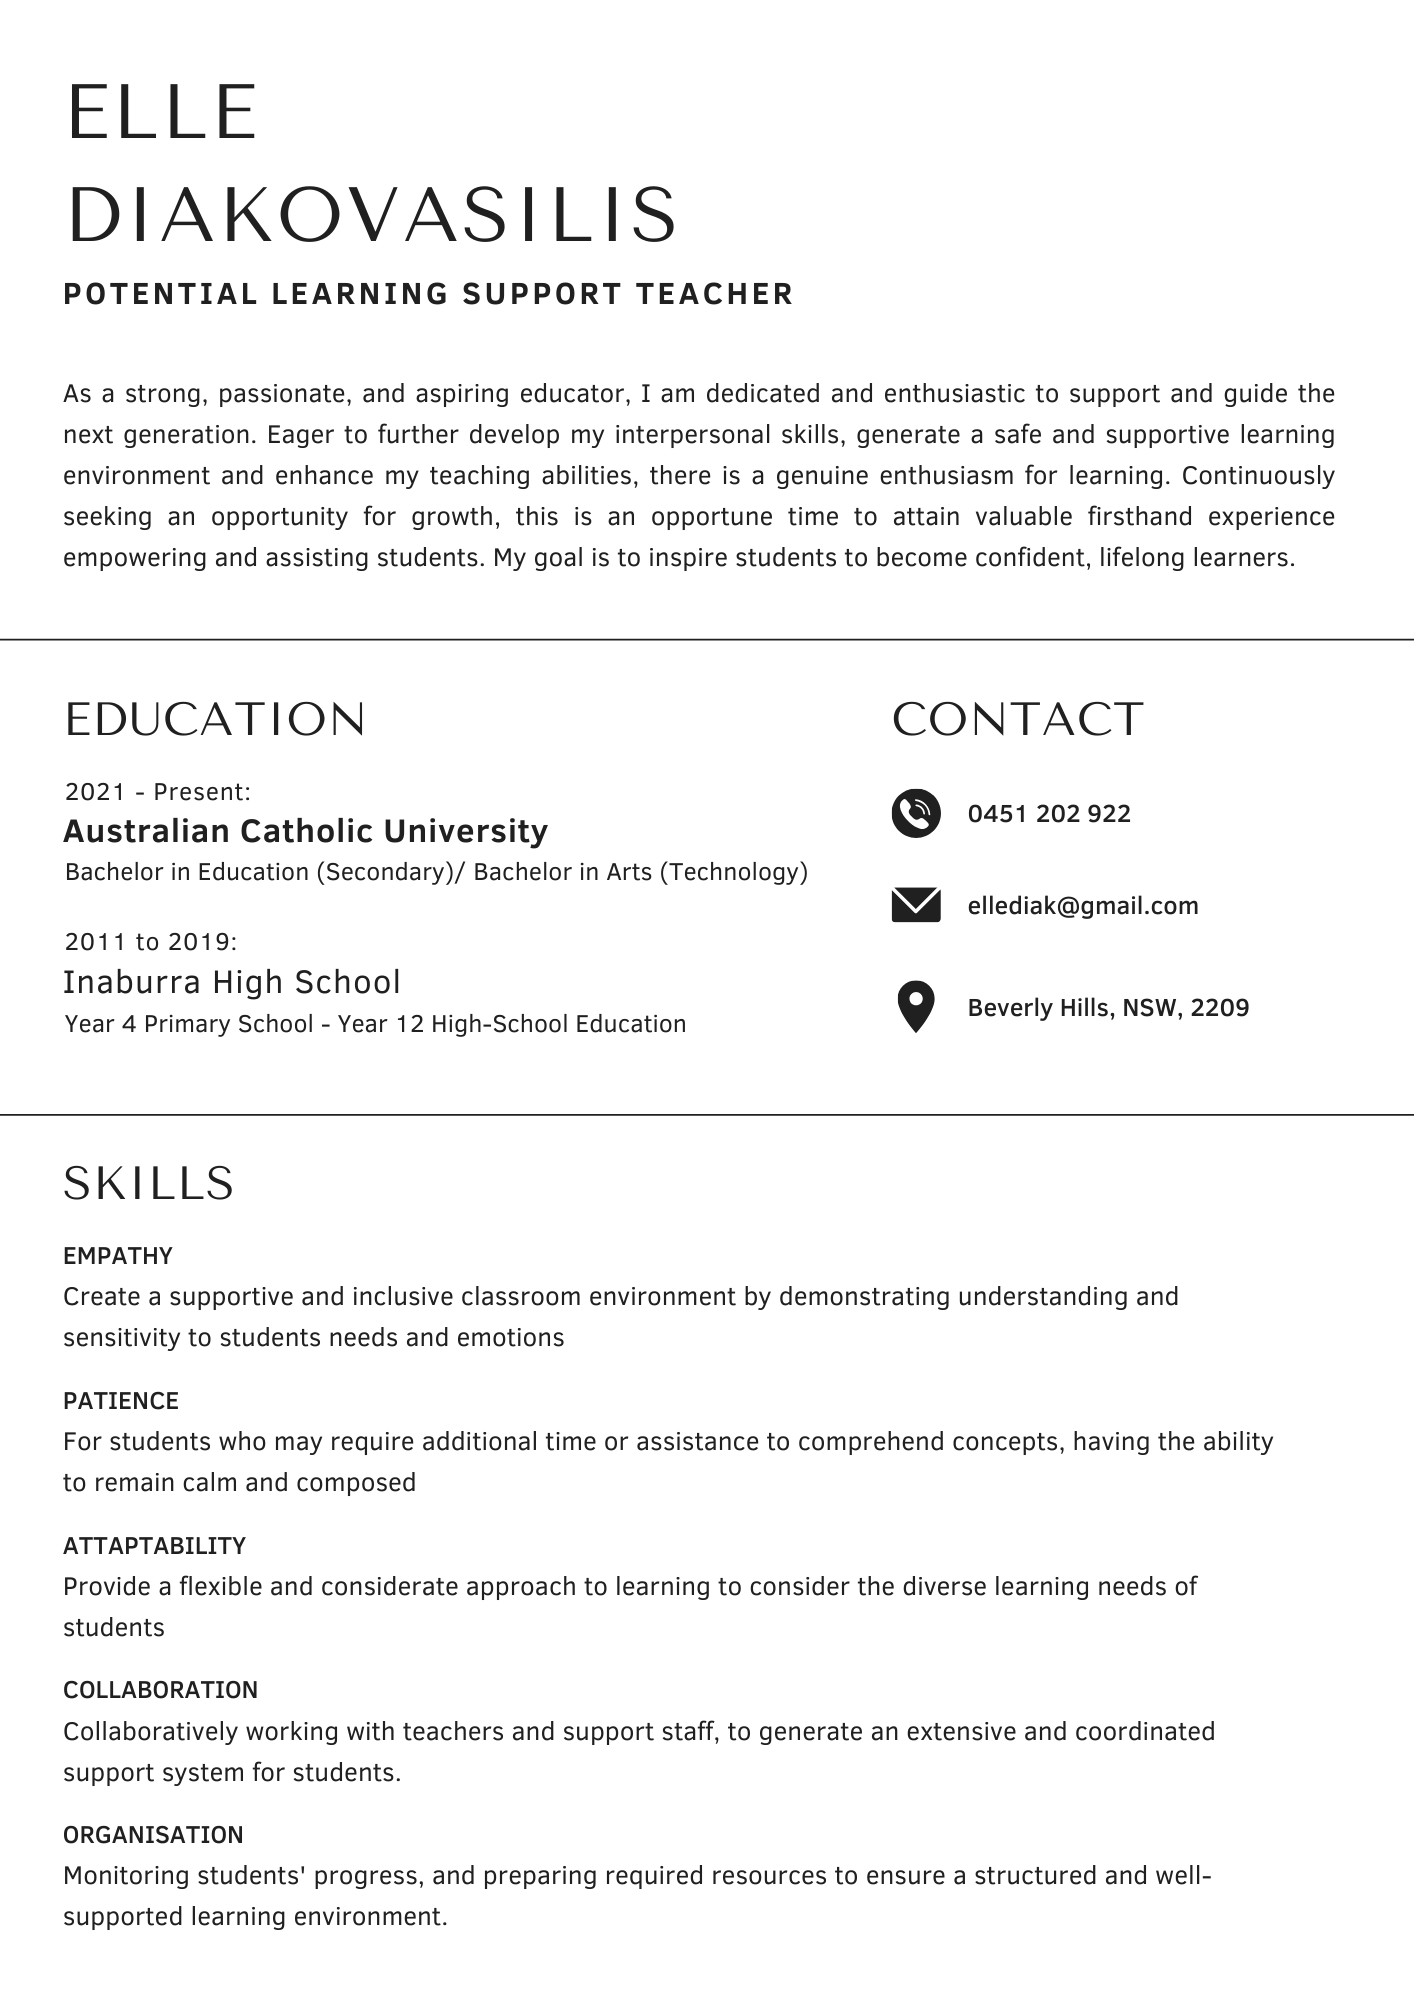 ELLE
DIAKOVASILIS
POTENTIAL LEARNING SUPPORT TEACHER
As a strong, passionate, and aspiring educator, I am dedicated and enthusiastic to support and guide the
next generation. Eager to further develop my interpersonal skills, generate a safe and supportive learning
environment and enhance my teaching abilities, there is a genuine enthusiasm for learning. Continuously
seeking an opportunity for growth, this is an opportune time to attain valuable firsthand experience
empowering and assisting students. My goal is to inspire students to become confident, lifelong learners.
EDUCATION
2021 - Present:
Australian Catholic University
Bachelor in Education (Secondary)/ Bachelor in Arts (Technology)
2011 to 2019:
Inaburra High School
Year 4 Primary School - Year 12 High-School Education
CONTACT
0451 202 922
ellediak@gmail.com
Beverly Hills, NSW, 2209
SKILLS
EMPATHY
Create a supportive and inclusive classroom environment by demonstrating understanding and
sensitivity to students needs and emotions
PATIENCE
For students who may require additional time or assistance to comprehend concepts, having the ability
to remain calm and composed
ATTAPTABILITY
Provide a flexible and considerate approach to learning to consider the diverse learning needs of
students
COLLABORATION
Collaboratively working with teachers and support staff, to generate an extensive and coordinated
support system for students.
ORGANISATION
Monitoring students' progress, and preparing required resources to ensure a structured and well-
supported learning environment.